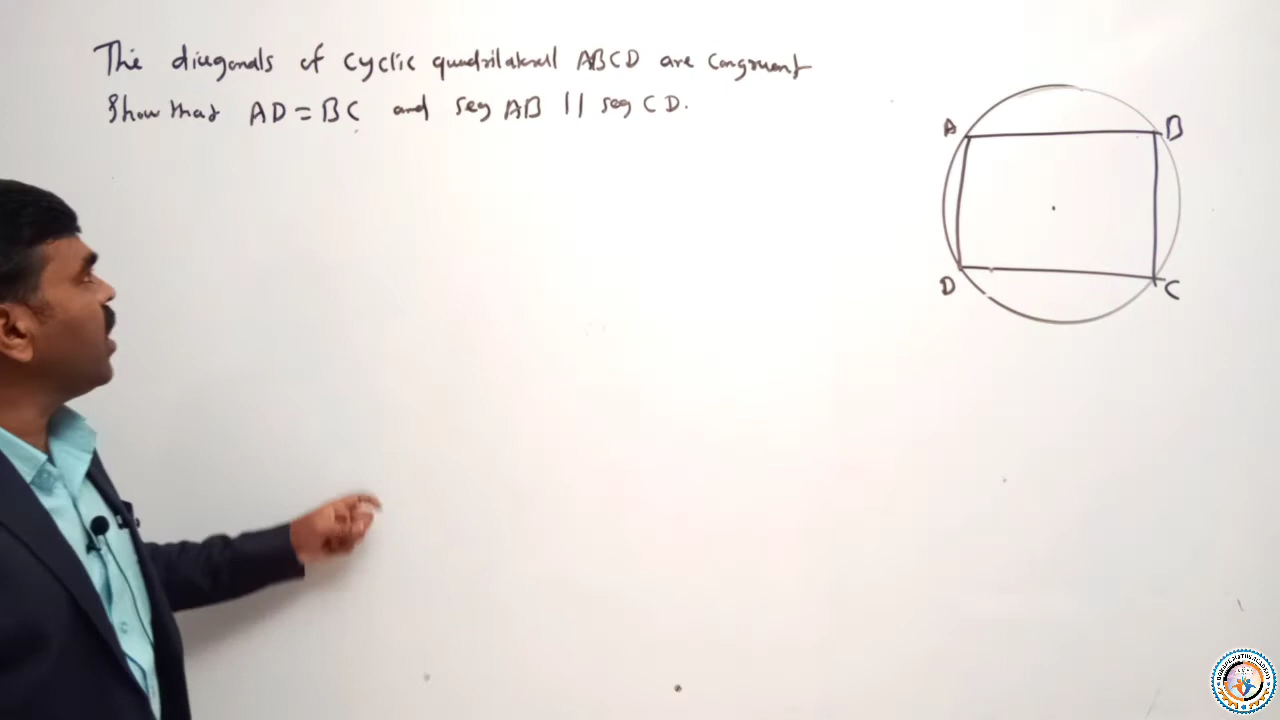 The diagonals of cyclic quadrilateral ABCD are congruent
Show that AD = BC and seg AB || seg CD.
A
B
D
C